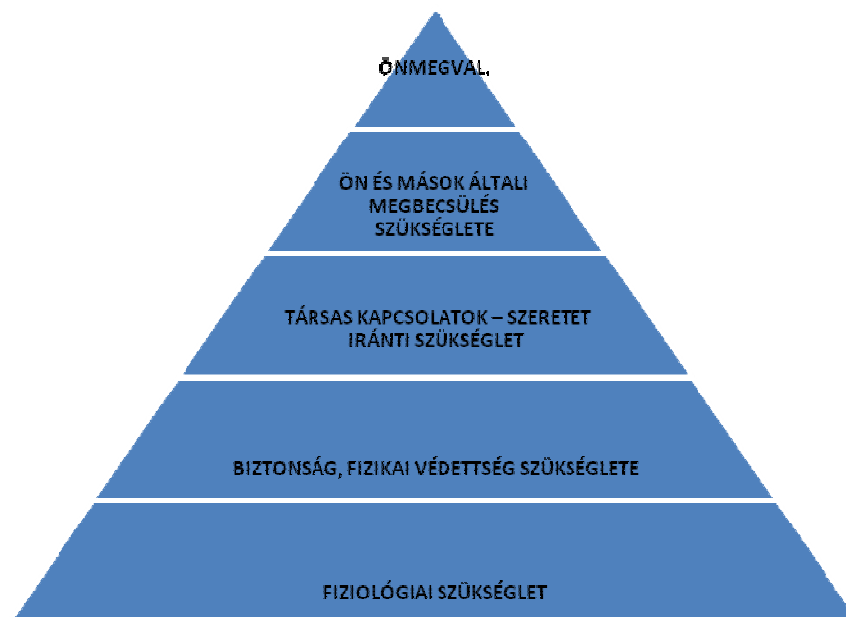 ÖNMEGVAL.
ÖN ÉS MÁSOK ÁLTALI
MEGBECSÜLÉS
SZÜKSÉGLETE
TÁRSAS KAPCSOLATOK – SZERETET
IRÁNTI SZÜKSÉGLET
BIZTONSÁG, FIZIKAI VÉDETTSÉG SZÜKSÉGLETE
FIZIOLÓGIAI SZÜKSÉGLET